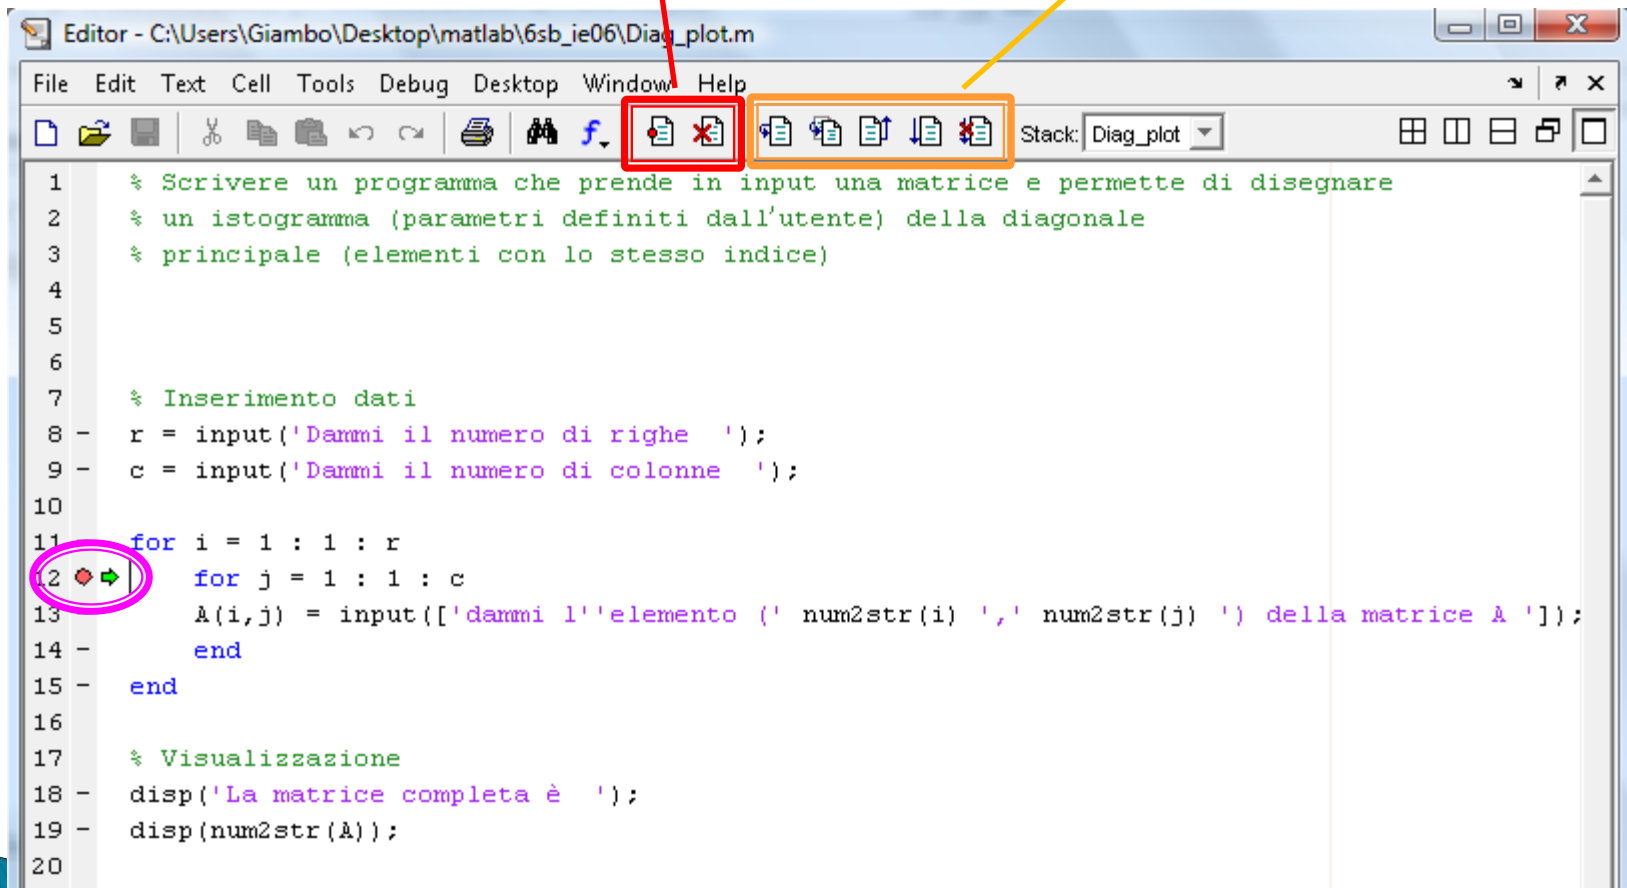 Editor - C:\Users\Giambo\Desktop\matlab\6sb_ie06\Diag_plot.m
File Edit Text Cell Tools Debug Desktop Window Help
Stack: Diag_plot
1 % Scrivere un programma che prende in input una matrice e permette di disegnare
2 % un istogramma (parametri definiti dall'utente) della diagonale
3 % principale (elementi con lo stesso indice)
4
5
6
7 % Inserimento dati
8 - r = input('Dammi il numero di righe  ');
9 - c = input('Dammi il numero di colonne  ');
10
11 - for i = 1 : 1 : r
12 for j = 1 : 1 : c
13 A(i,j) = input(['dammi l''elemento (' num2str(i) ',' num2str(j) ') della matrice A ']);
14 - end
15 - end
16
17 % Visualizzazione
18 - disp('La matrice completa è  ');
19 - disp(num2str(A));
20